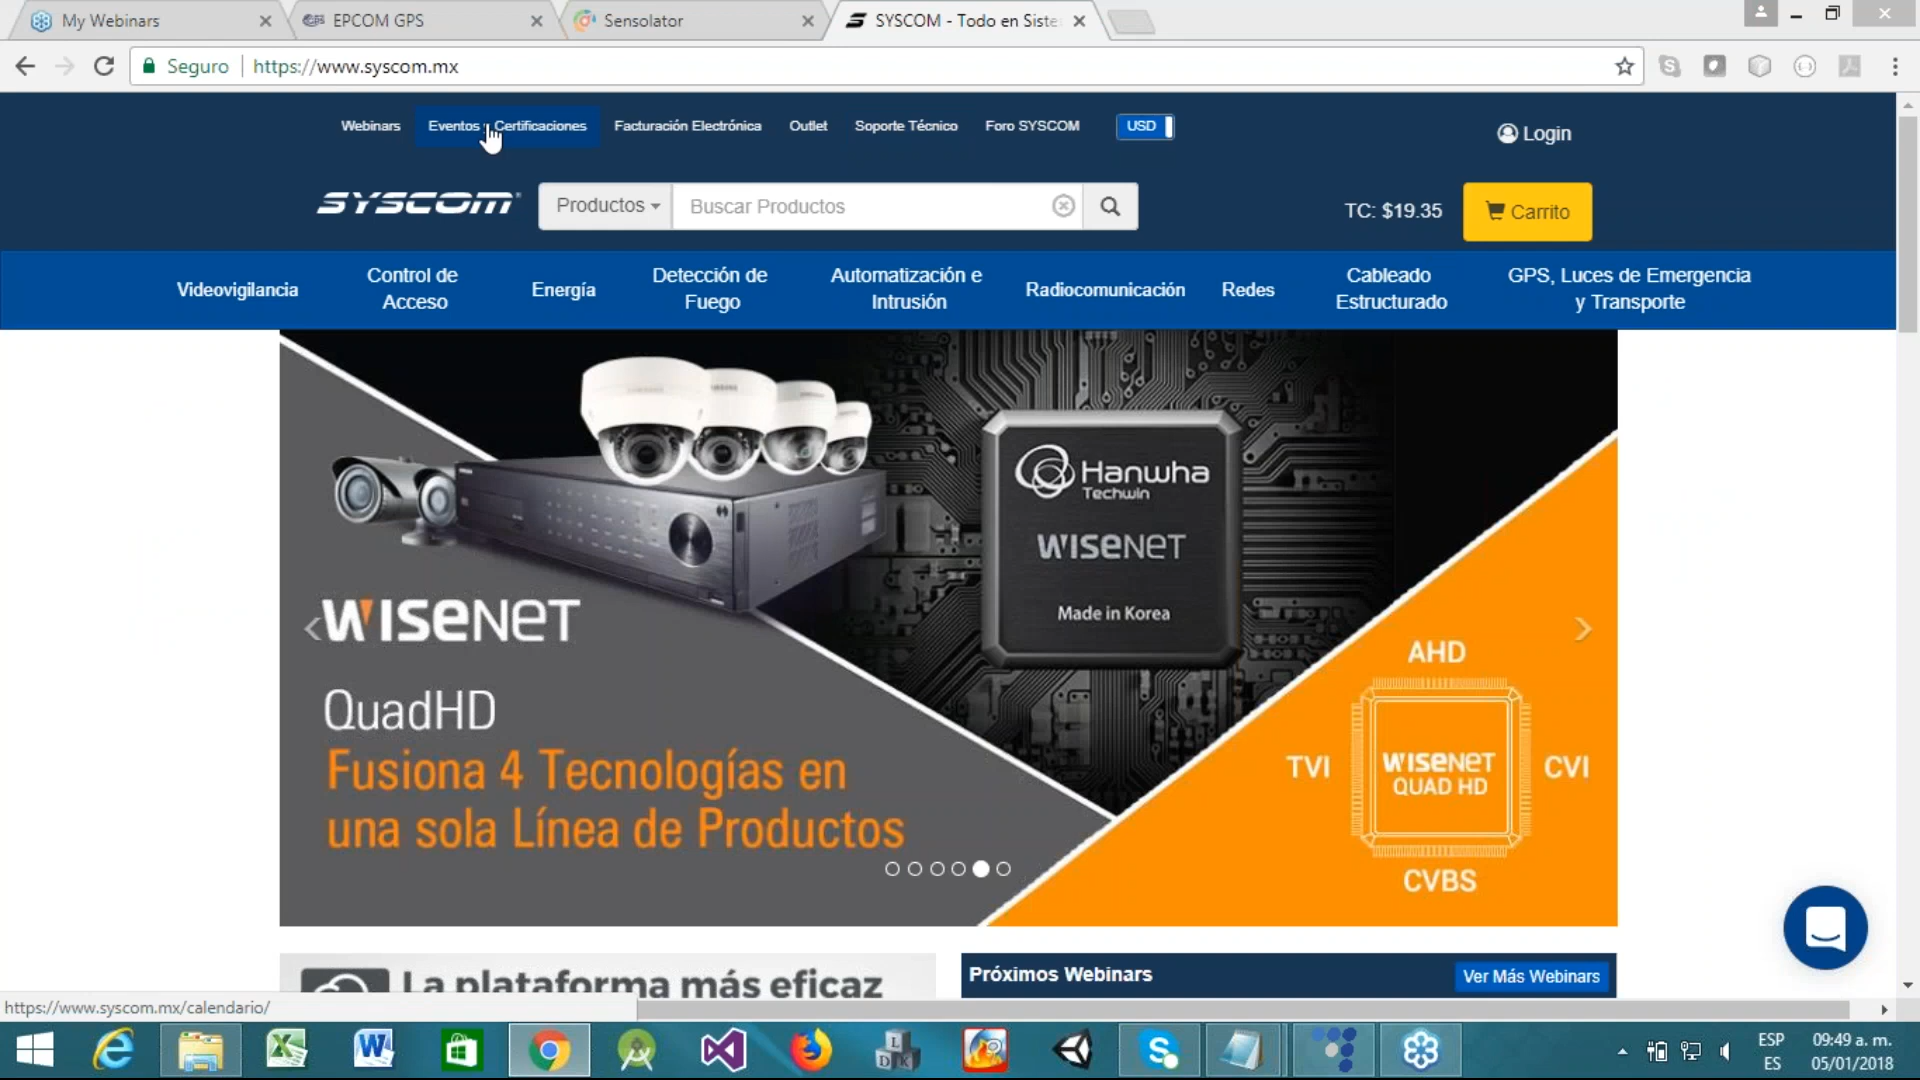 My Webinars
EPCOM GPS
Sensolator
SYSCOM - Todo en Siste
Seguro
https://www.syscom.mx
Webinars
Eventos y Certificaciones
Facturación Electrónica
Outlet
Soporte Técnico
Foro SYSCOM
USD
Login
SYSCOM
Productos
Buscar Productos
TC: $19.35
Carrito
Videovigilancia
Control de
Acceso
Energía
Detección de
Fuego
Automatización e
Intrusión
Radiocomunicación
Redes
Cableado
Estructurado
GPS, Luces de Emergencia
y Transporte
Hanwha
Techwin
WISENET
Made in Korea
WISENET
QuadHD
Fusiona 4 Tecnologías en
una sola Línea de Productos
AHD
TVI
WISENET
QUAD HD
CVI
CVBS
La plataforma más eficaz
Próximos Webinars
Ver Más Webinars
https://www.syscom.mx/calendario/
ESP
ES
09:49 a. m.
05/01/2018